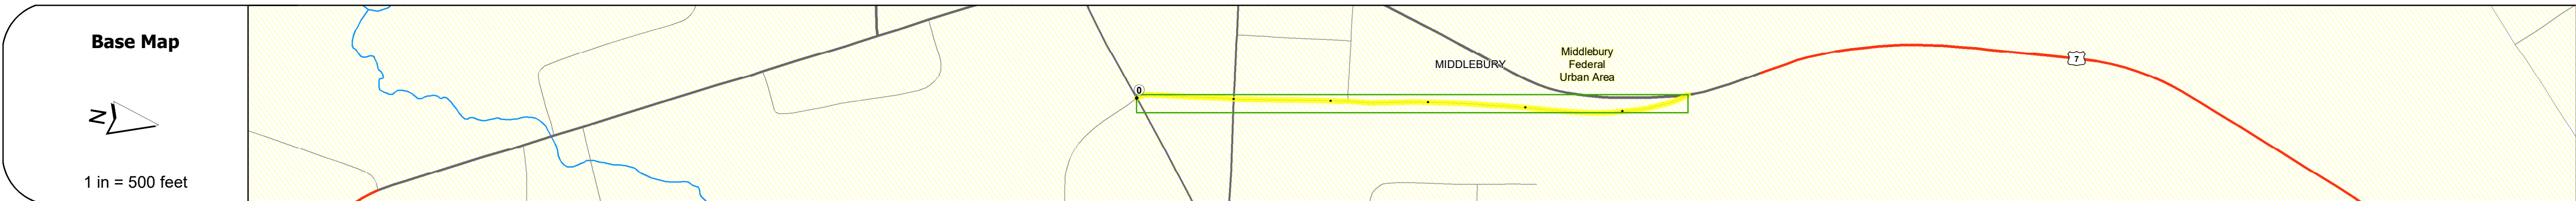 Base Map
N
1 in = 500 feet
0
MIDDLEBURY
Middlebury
Federal
Urban Area
7